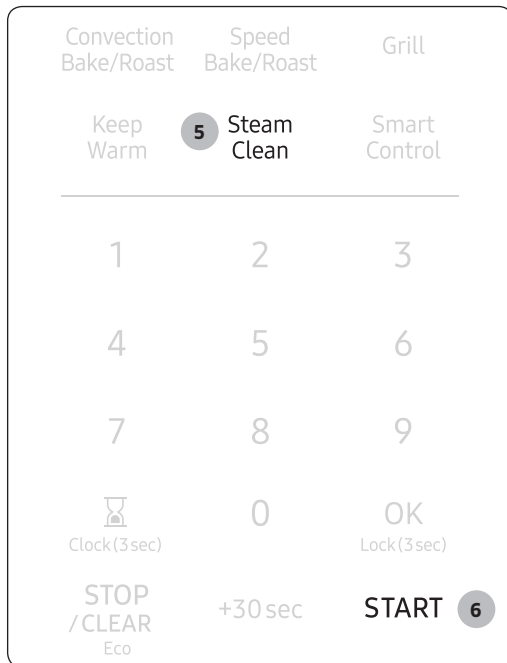 Convection
Bake/Roast
Speed
Bake/Roast
Grill
Keep
Warm
5 Steam
Clean
Smart
Control
1 2 3
4 5 6
7 8 9
Clock(3 sec)
0
OK
Lock(3 sec)
STOP
/CLEAR
Eco
+30 sec
START 6